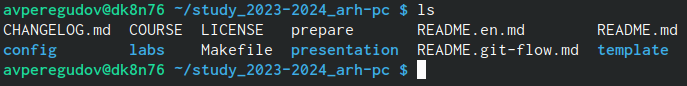 avperegudov@dk8n76 ~/study_2023-2024_arh-pc $ ls
CHANGELOG.md COURSE LICENSE prepare README.en.md README.md
config labs Makefile presentation README.git-flow.md template
avperegudov@dk8n76 ~/study_2023-2024_arh-pc $